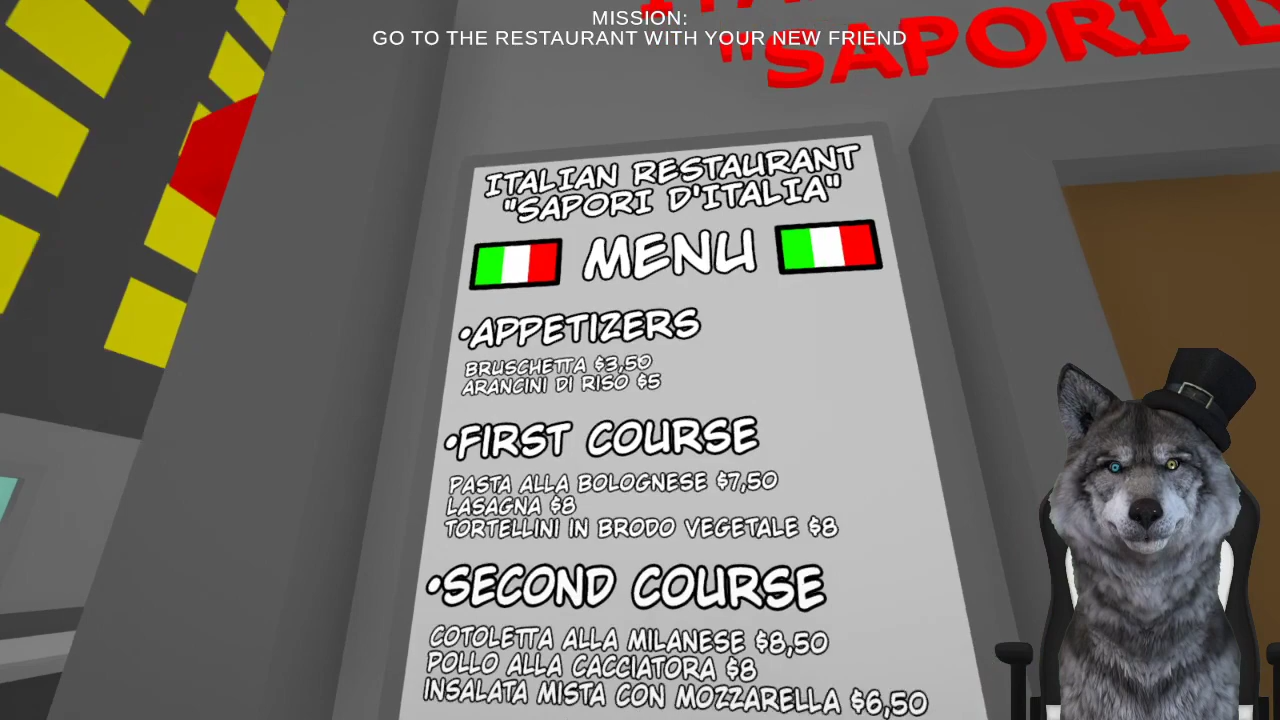 MISSION:
GO TO THE RESTAURANT WITH YOUR NEW FRIEND
"SAPORI D
ITALIAN RESTAURANT
"SAPORI D'ITALIA"
MENU
•APPETIZERS
BRUSCHETTA $3,50
ARANCINI DI RISO $5
•FIRST COURSE
PASTA ALLA BOLOGNESE $7,50
LASAGNA $8
TORTELLINI IN BRODO VEGETALE $8
•SECOND COURSE
COTOLETTA ALLA MILANESE $8,50
POLLO ALLA CACCIATORA $8
INSALATA MISTA CON MOZZARELLA $6,50